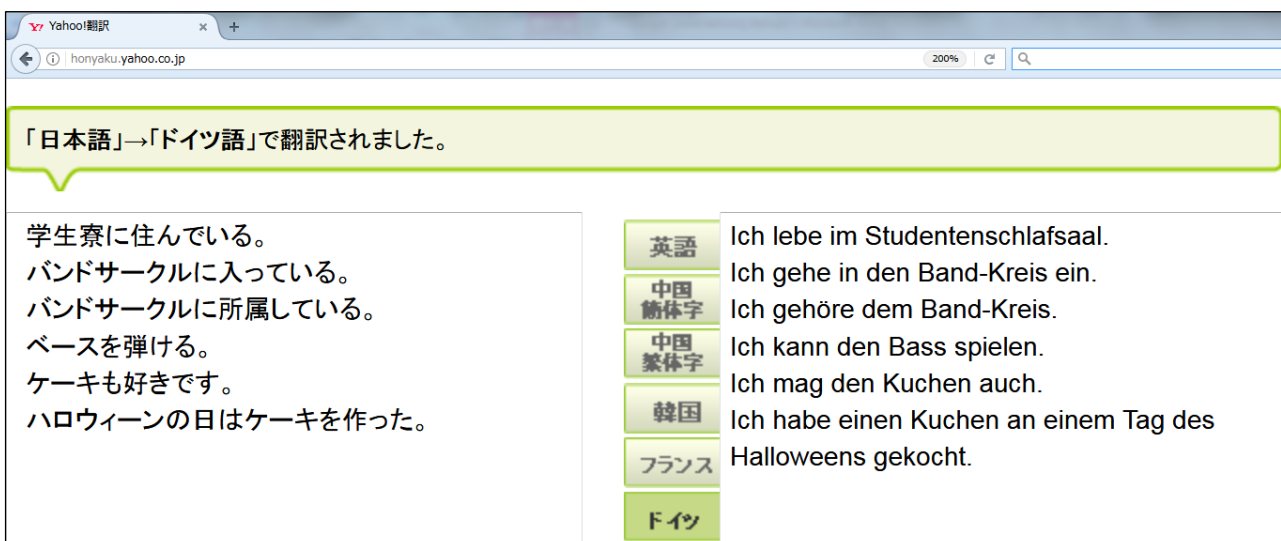 Yahoo!翻訳 × +
honyaku.yahoo.co.jp 200%
「日本語」→「ドイツ語」で翻訳されました。
学生寮に住んでいる。
バンドサークルに入っている。
バンドサークルに所属している。
ベースを弾ける。
ケーキも好きです。
ハロウィーンの日はケーキを作った。
英語
中国
簡体字
中国
繁体字
韓国
フランス
ドイツ
Ich lebe im Studentenschlafsaal.
Ich gehe in den Band-Kreis ein.
Ich gehöre dem Band-Kreis.
Ich kann den Bass spielen.
Ich mag den Kuchen auch.
Ich habe einen Kuchen an einem Tag des
Halloweens gekocht.